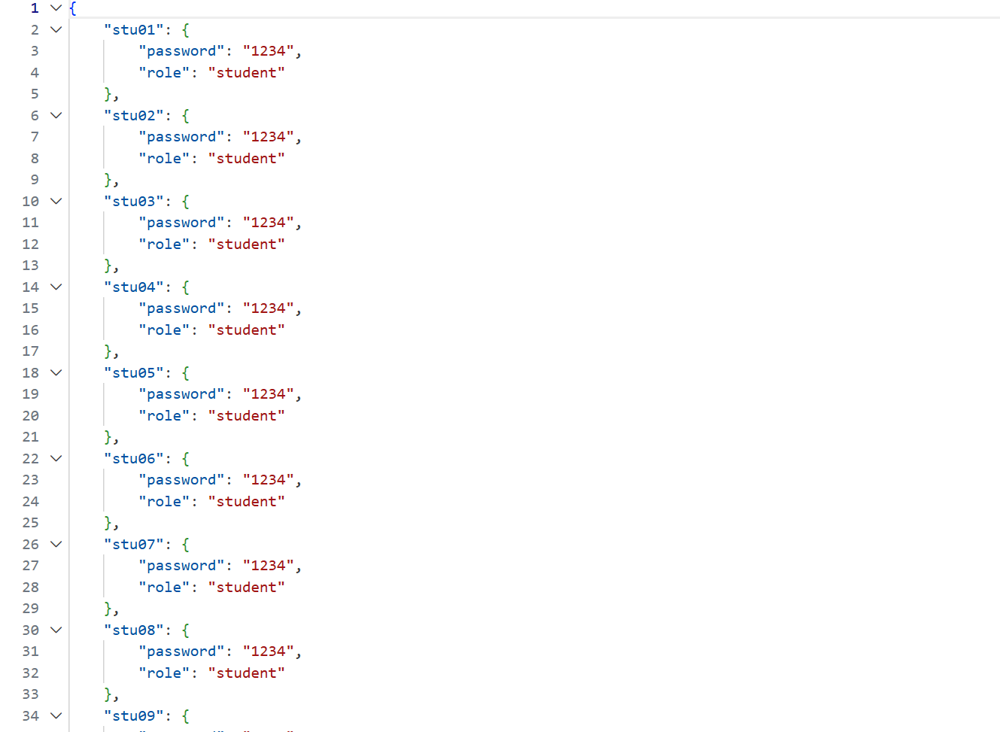 1 {
2 "stu01": {
3 "password": "1234",
4 "role": "student"
5 },
6 "stu02": {
7 "password": "1234",
8 "role": "student"
9 },
10 "stu03": {
11 "password": "1234",
12 "role": "student"
13 },
14 "stu04": {
15 "password": "1234",
16 "role": "student"
17 },
18 "stu05": {
19 "password": "1234",
20 "role": "student"
21 },
22 "stu06": {
23 "password": "1234",
24 "role": "student"
25 },
26 "stu07": {
27 "password": "1234",
28 "role": "student"
29 },
30 "stu08": {
31 "password": "1234",
32 "role": "student"
33 },
34 "stu09": {